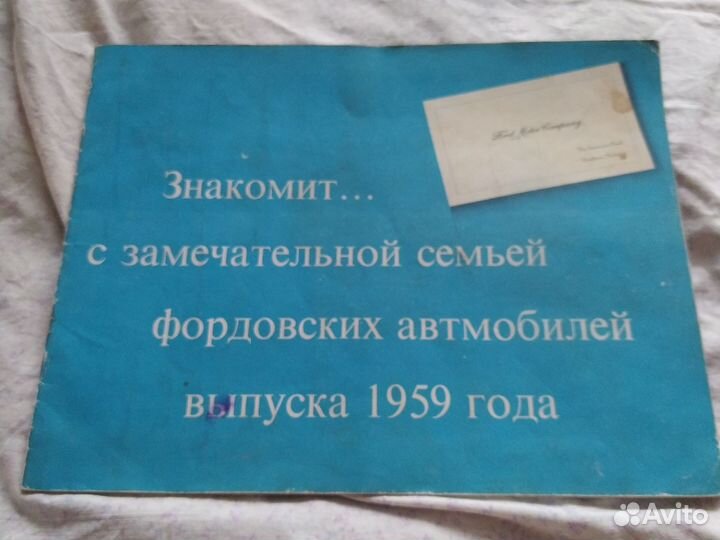 Ford Motor Company
Знакомит...
с замечательной семьей
фордовских автмобилей
выпуска 1959 года
Avito